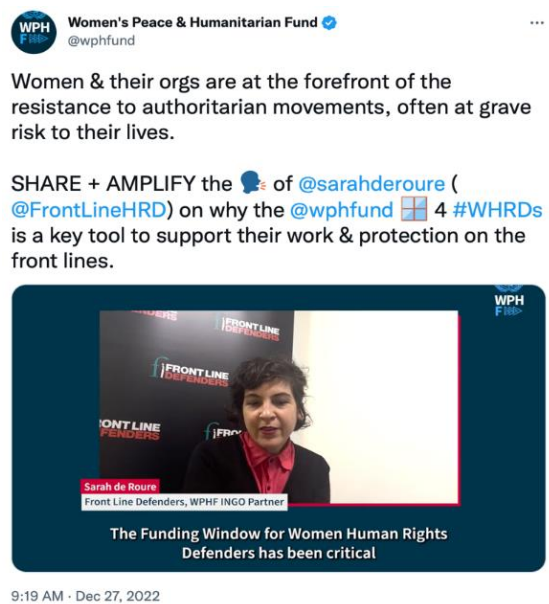 WPH
F
Women's Peace & Humanitarian Fund
@wphfund
Women & their orgs are at the forefront of the
resistance to authoritarian movements, often at grave
risk to their lives.
SHARE + AMPLIFY the 🗣 of @sarahderoure (
@FrontLineHRD) on why the @wphfund 🪟 4 #WHRDs
is a key tool to support their work & protection on the
front lines.
WPH
F
FRONT LINE
DEFENDERS
FRONT LINE
DEFENDERS
ONT LINE
FENDERS
FRO
Sarah de Roure
Front Line Defenders, WPHF INGO Partner
The Funding Window for Women Human Rights
Defenders has been critical
9:19 AM · Dec 27, 2022